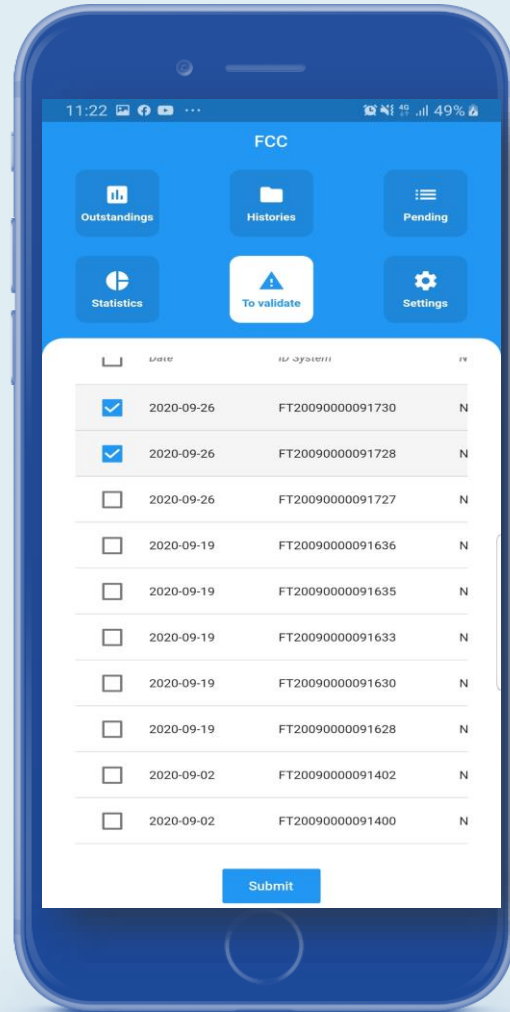 11:22 ... 4G 49%
FCC
Outstandings Histories Pending
Statistics To validate Settings
Date ID System N
2020-09-26 FT20090000091730 N
2020-09-26 FT20090000091728 N
2020-09-26 FT20090000091727 N
2020-09-19 FT20090000091636 N
2020-09-19 FT20090000091635 N
2020-09-19 FT20090000091633 N
2020-09-19 FT20090000091630 N
2020-09-19 FT20090000091628 N
2020-09-02 FT20090000091402 N
2020-09-02 FT20090000091400 N
Submit